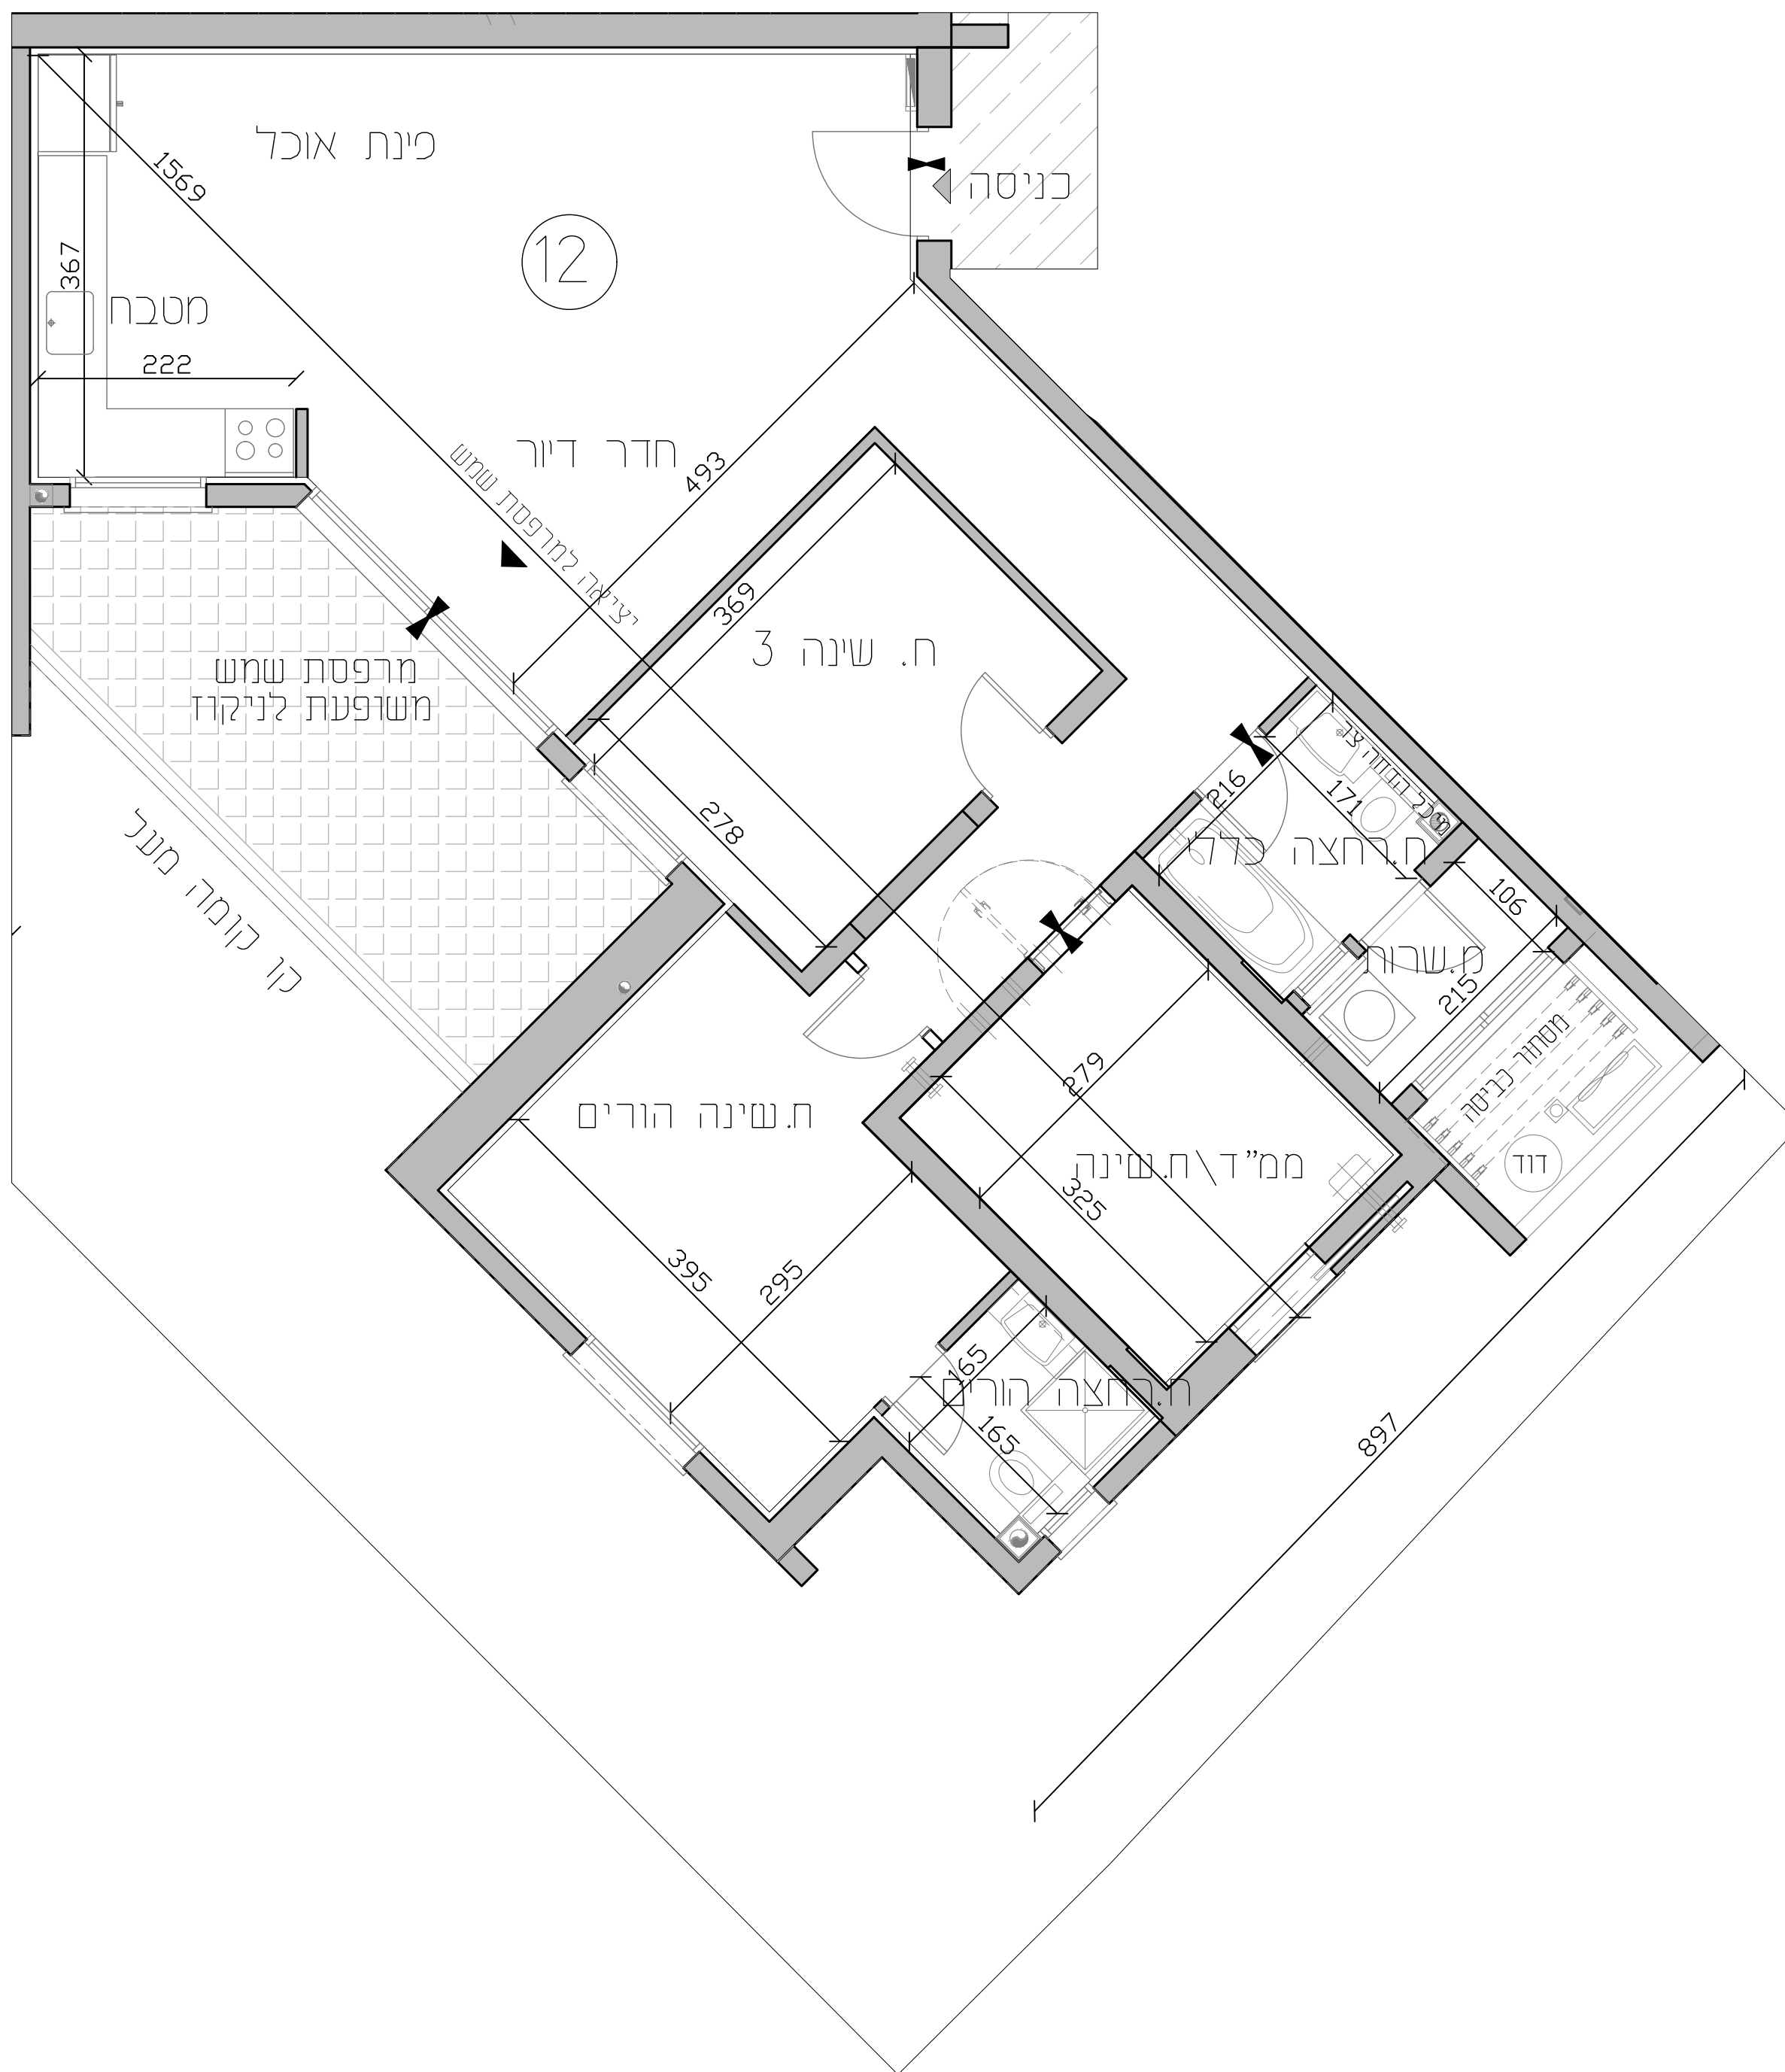 פינת אוכל
כניסה
1569
12
367
מטבח
222
חדר דיור
493
יציאה למרפסת שמש
369
ח. שינה 3
מרפסת שמש
משופעת לניקוז
278
216
171
ח.רחצה כללי
106
מ.שרות
215
מסתור כביסה
דוד
קו קומה מעל
279
ח.שינה הורים
ממ"ד\ח.שינה
325
395
295
165
ח.רחצה הורים
165
897